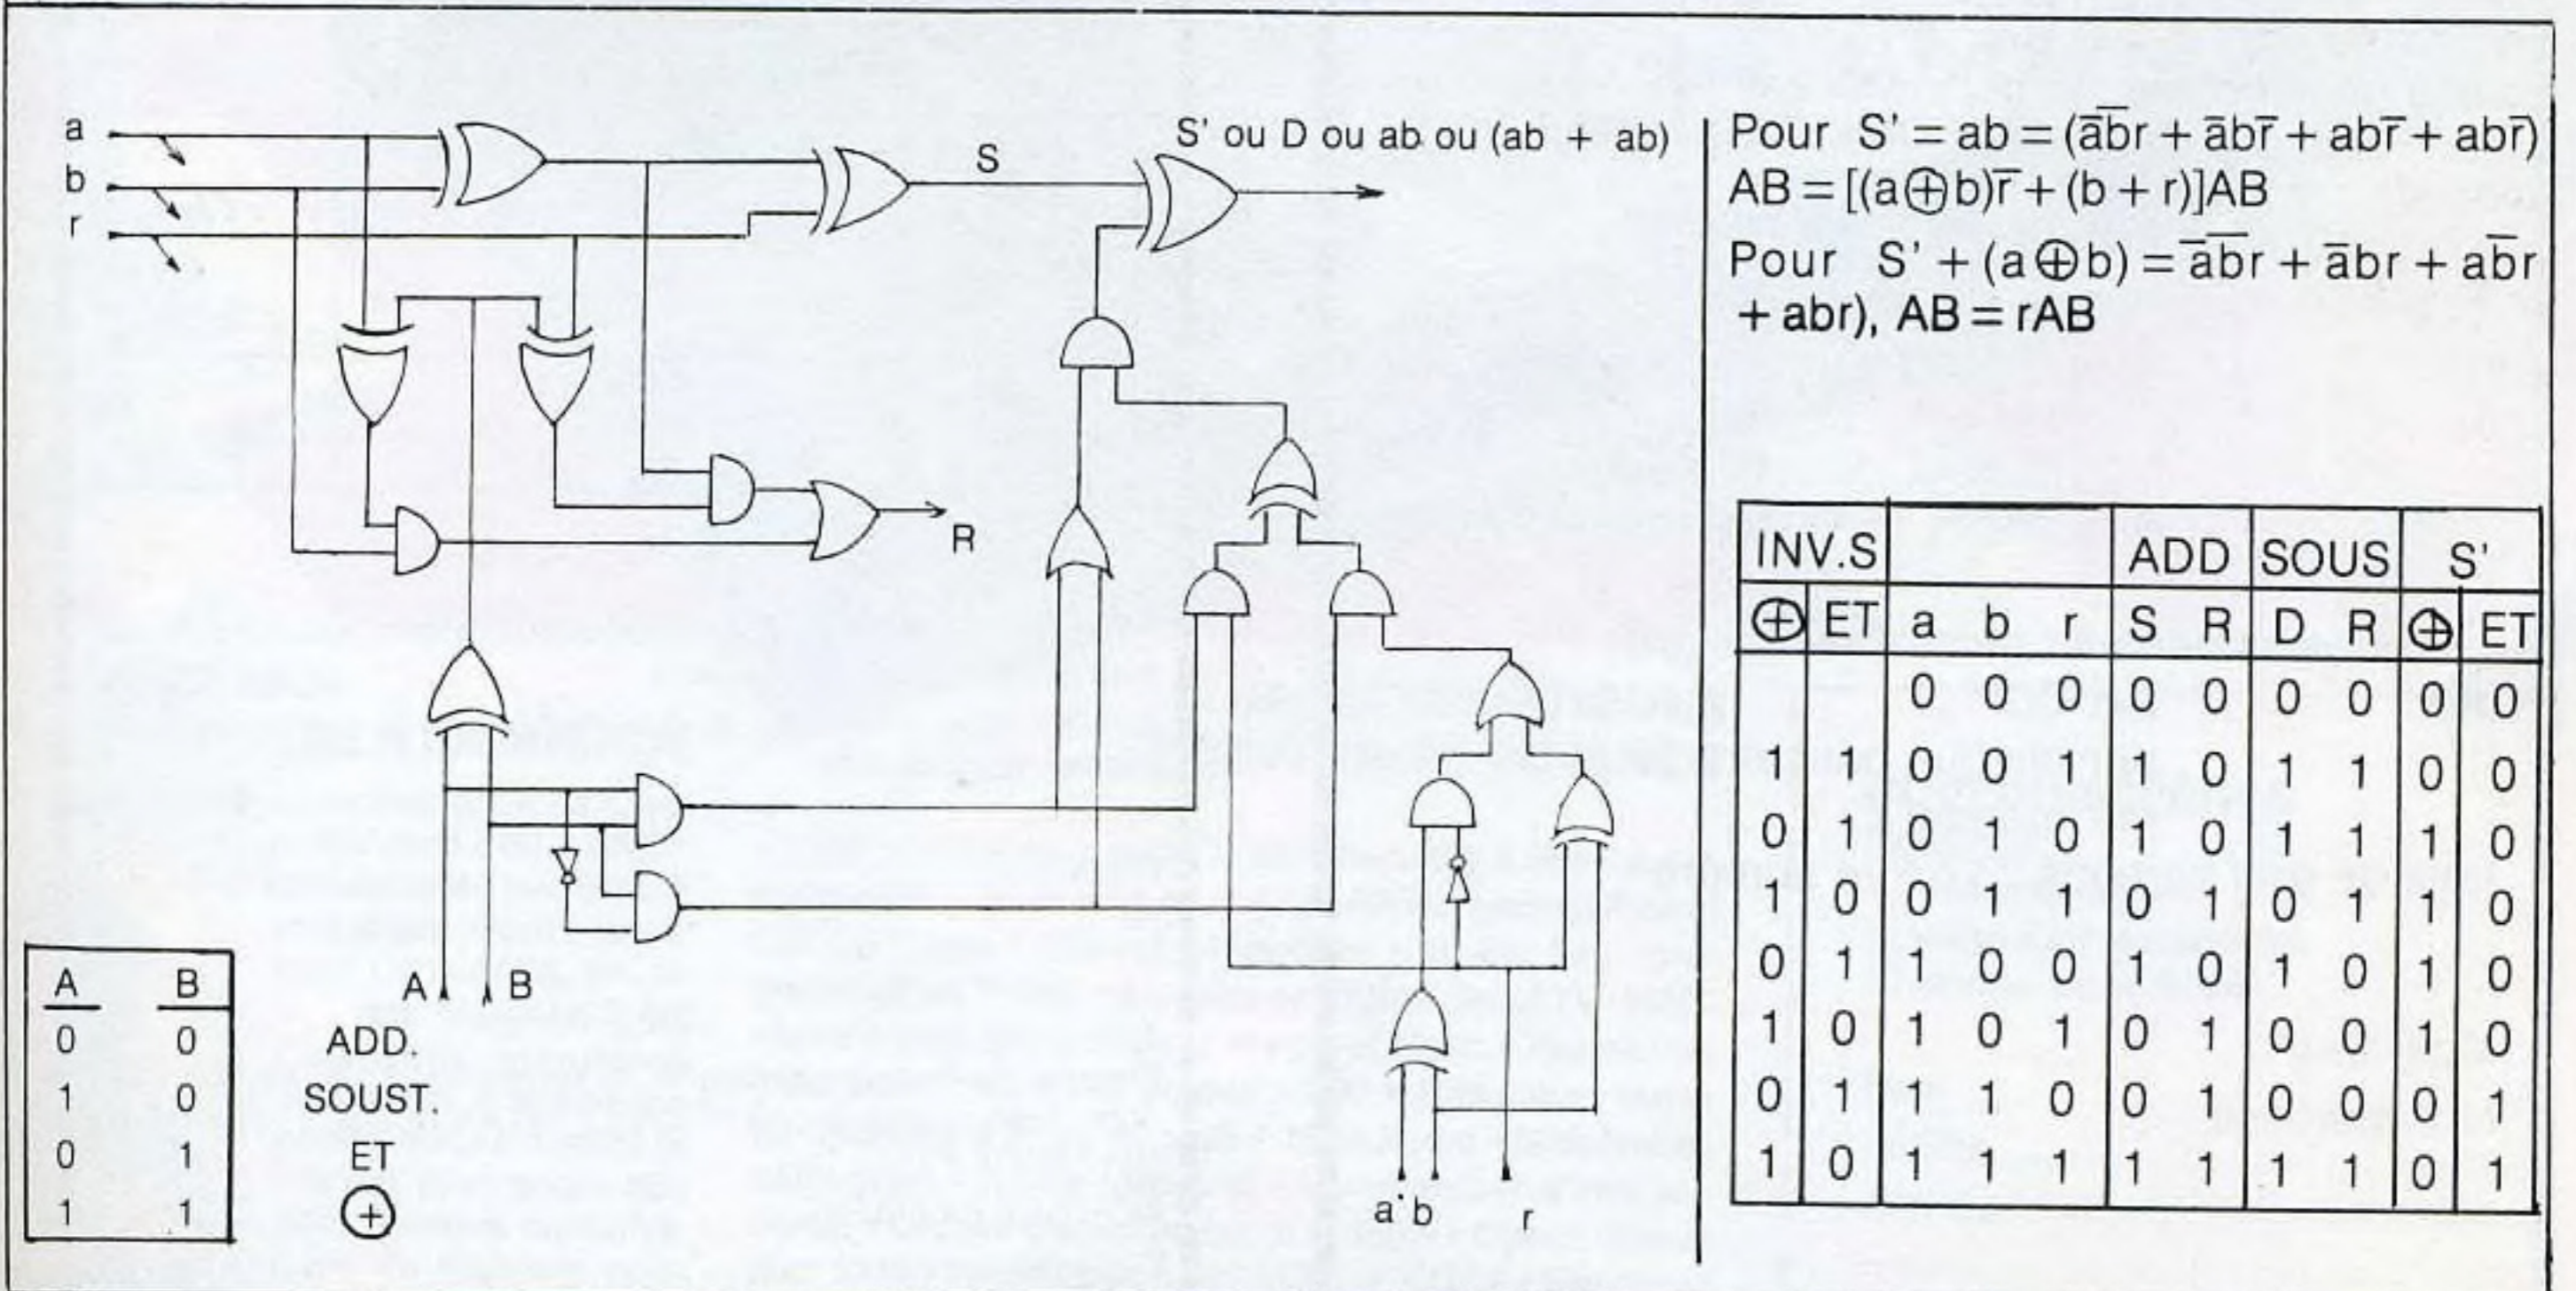 a
b
r
S
S' ou D ou ab ou (ab + ab)
R
A B
A B
0 0 ADD.
1 0 SOUST.
0 1 ET
1 1 ⊕
a b r
Pour S' = ab = (a̅b̅r + a̅br̅ + abr̅ + abr̅)
AB = [(a⊕b)r̅ + (b + r)]AB
Pour S' + (a⊕b) = a̅b̅r + a̅br + ab̅r
+ abr), AB = rAB
INV.S ADD SOUS S'
⊕ ET a b r S R D R ⊕ ET
0 0 0 0 0 0 0 0 0
1 1 0 0 1 1 0 1 1 0 0
0 1 0 1 0 1 0 1 1 1 0
1 0 0 1 1 0 1 0 1 1 0
0 1 1 0 0 1 0 1 0 1 0
1 0 1 0 1 0 1 0 0 1 0
0 1 1 1 0 0 1 0 0 0 1
1 0 1 1 1 1 1 1 1 0 1